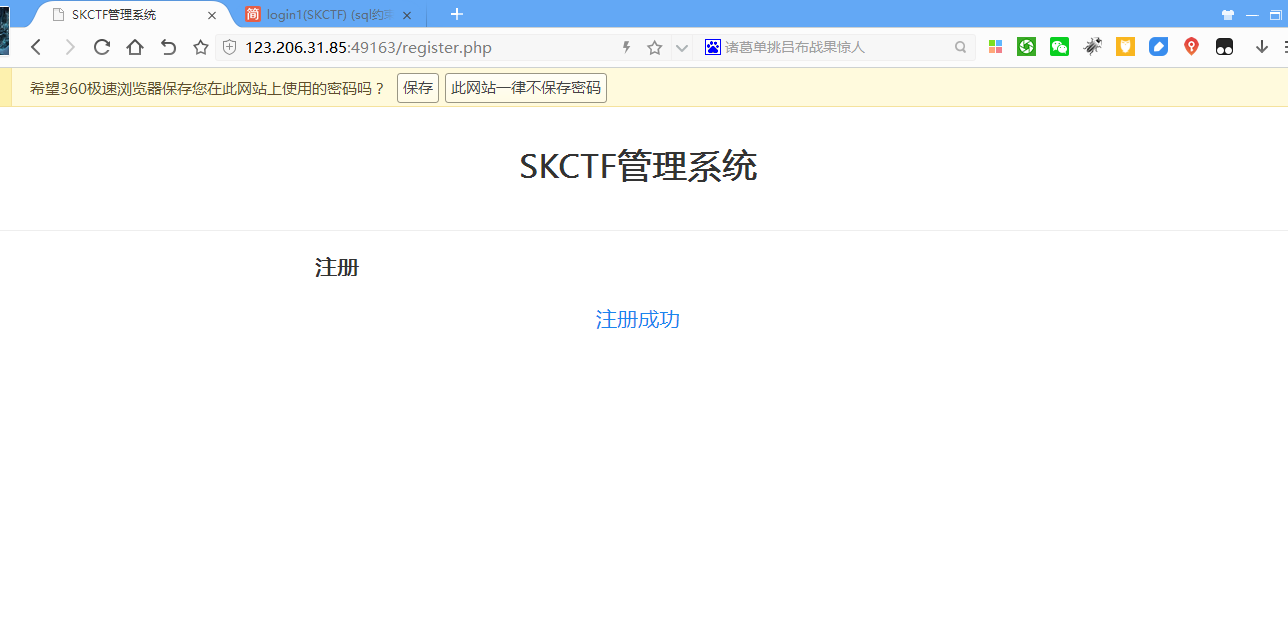 SKCTF管理系统
简 login1(SKCTF) (sql约
123.206.31.85:49163/register.php
诸葛单挑吕布战果惊人
希望360极速浏览器保存您在此网站上使用的密码吗？ 保存 此网站一律不保存密码
SKCTF管理系统
注册
注册成功